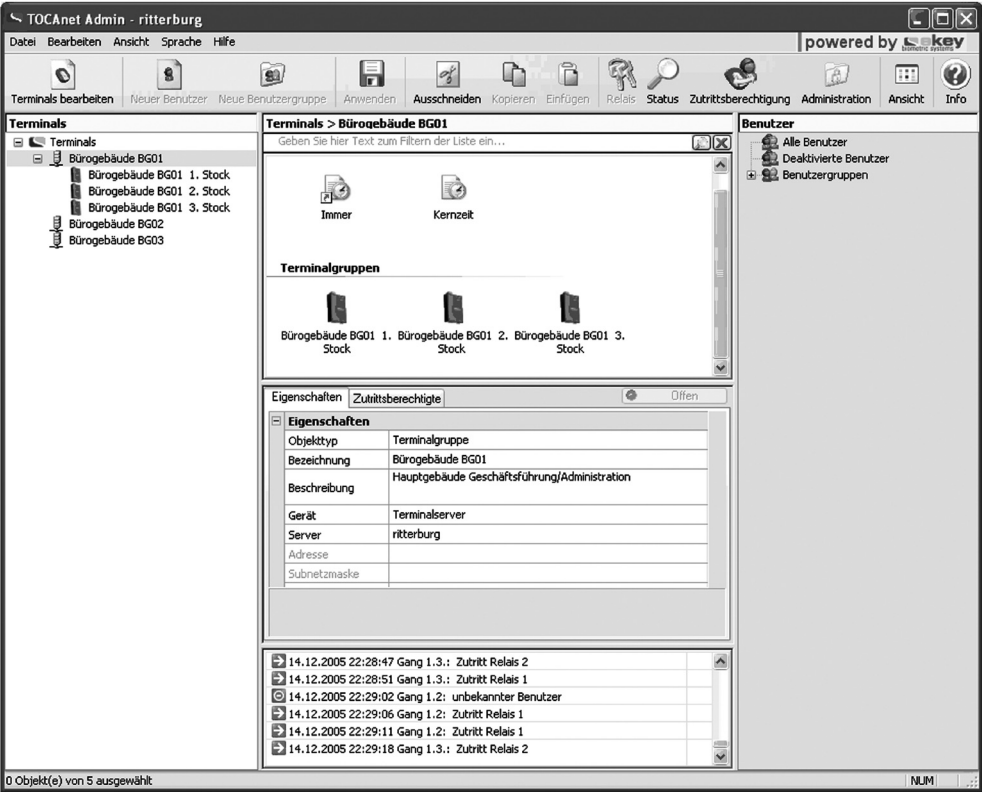 TOCAnet Admin - ritterburg
Datei Bearbeiten Ansicht Sprache Hilfe
powered by ekey
biometric systems
Terminals bearbeiten Neuer Benutzer Neue Benutzergruppe Anwenden Ausschneiden Kopieren Einfügen Relais Status Zutrittsberechtigung Administration Ansicht Info
Terminals
Terminals
Bürogebäude BG01
Bürogebäude BG01 1. Stock
Bürogebäude BG01 2. Stock
Bürogebäude BG01 3. Stock
Bürogebäude BG02
Bürogebäude BG03
Terminals > Bürogebäude BG01
Geben Sie hier Text zum Filtern der Liste ein...
Immer
Kernzeit
Terminalgruppen
Bürogebäude BG01 1. Stock
Bürogebäude BG01 2. Stock
Bürogebäude BG01 3. Stock
Eigenschaften Zutrittsberechtigte Öffen
Eigenschaften
Objekttyp Terminalgruppe
Bezeichnung Bürogebäude BG01
Beschreibung Hauptgebäude Geschäftsführung/Administration
Gerät Terminalserver
Server ritterburg
Adresse
Subnetzmaske
14.12.2005 22:28:47 Gang 1.3.: Zutritt Relais 2
14.12.2005 22:28:51 Gang 1.3.: Zutritt Relais 1
14.12.2005 22:29:02 Gang 1.2: unbekannter Benutzer
14.12.2005 22:29:06 Gang 1.2: Zutritt Relais 1
14.12.2005 22:29:11 Gang 1.2: Zutritt Relais 1
14.12.2005 22:29:18 Gang 1.3.: Zutritt Relais 2
Benutzer
Alle Benutzer
Deaktivierte Benutzer
Benutzergruppen
0 Objekt(e) von 5 ausgewählt
NUM